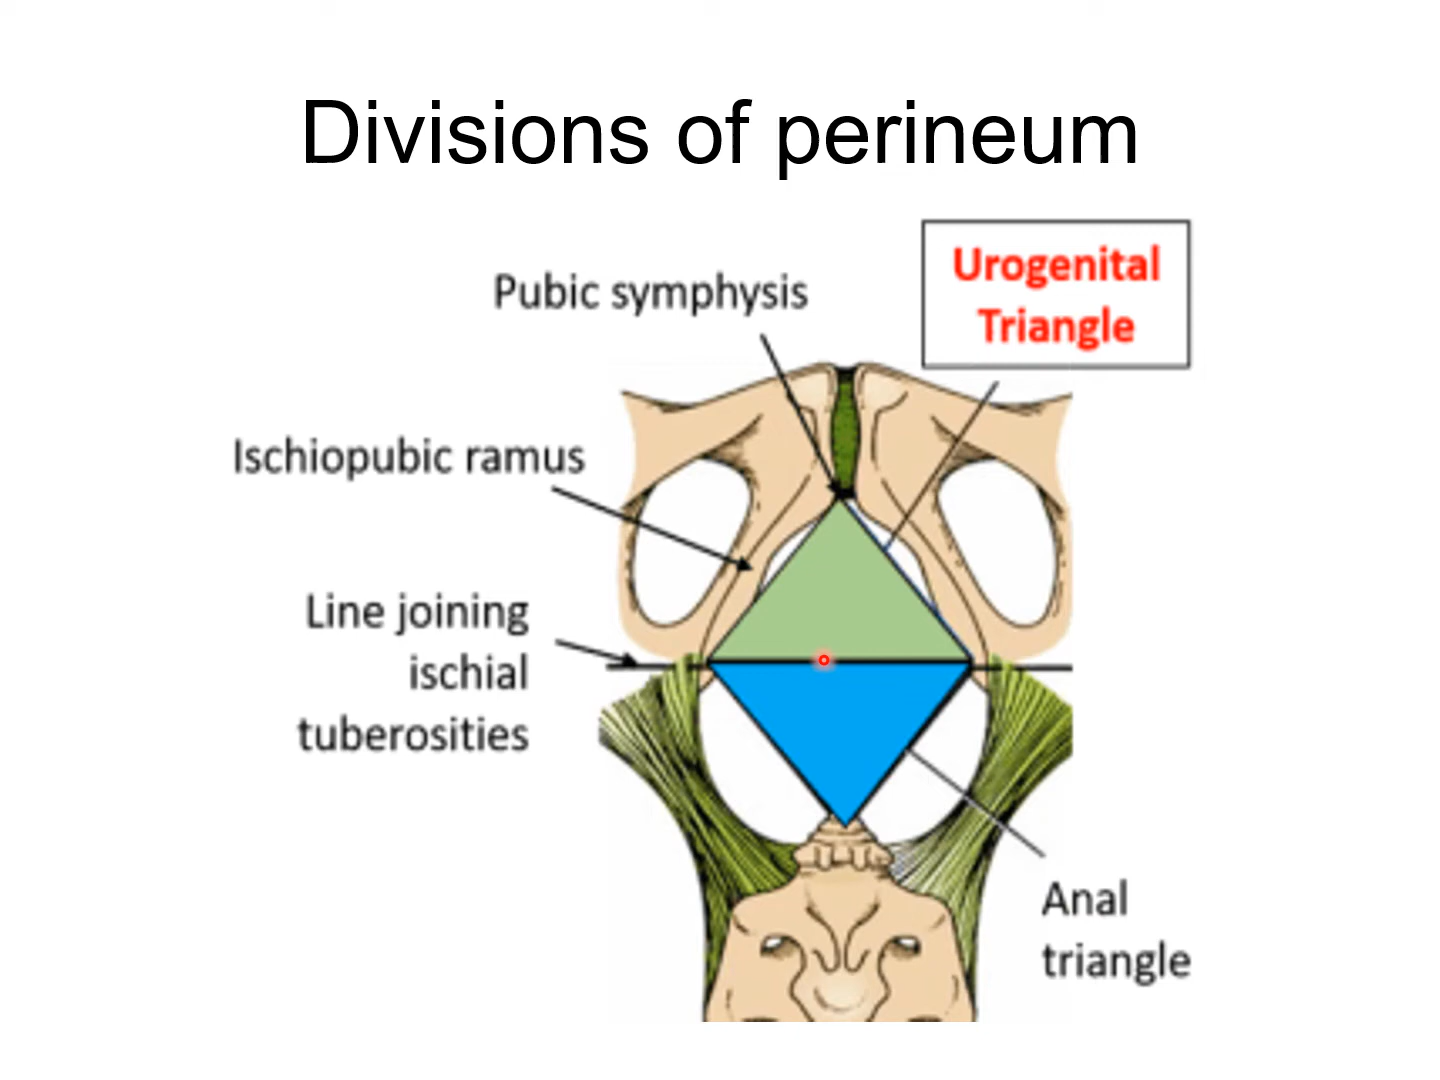 Divisions of perineum
Urogenital
Triangle
Pubic symphysis
Ischiopubic ramus
Line joining
ischial
tuberosities
Anal
triangle